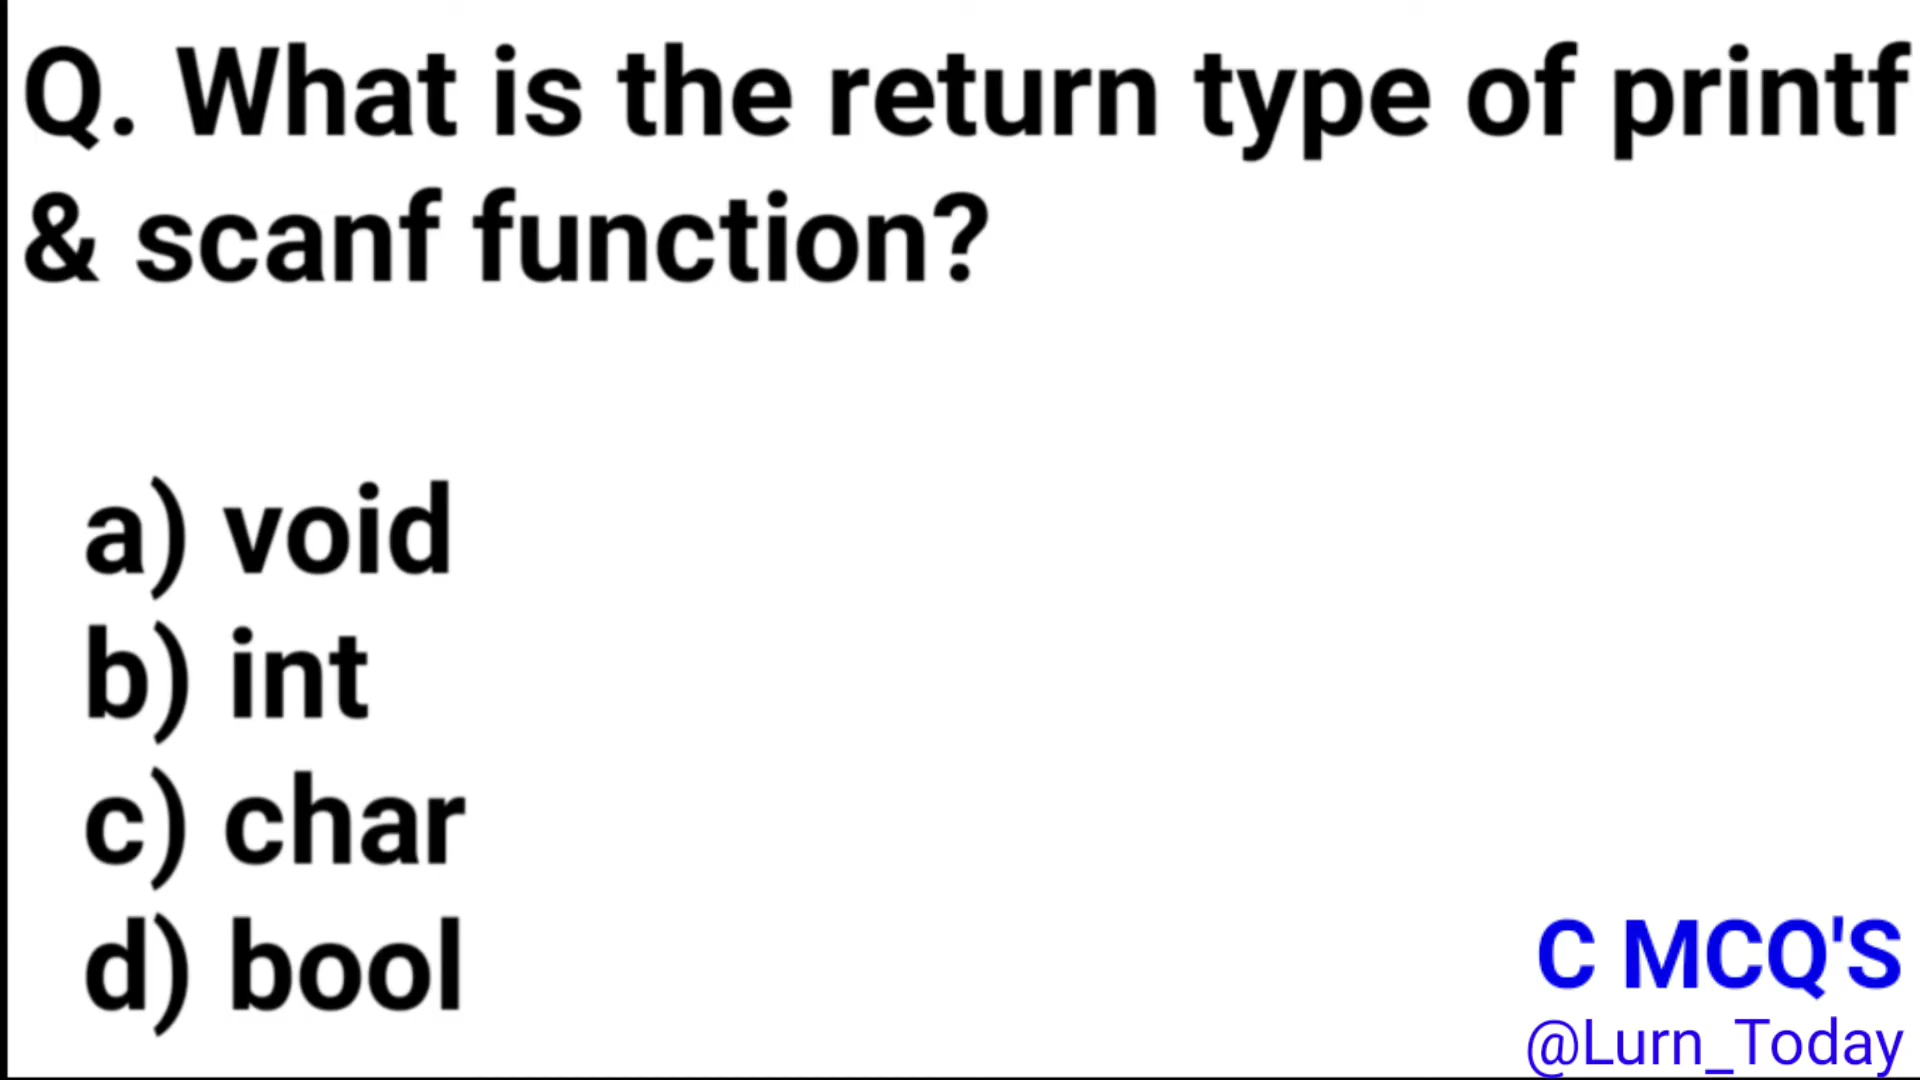 Q. What is the return type of printf
& scanf function?
a) void
b) int
c) char
d) bool
C MCQ'S
@Lurn_Today